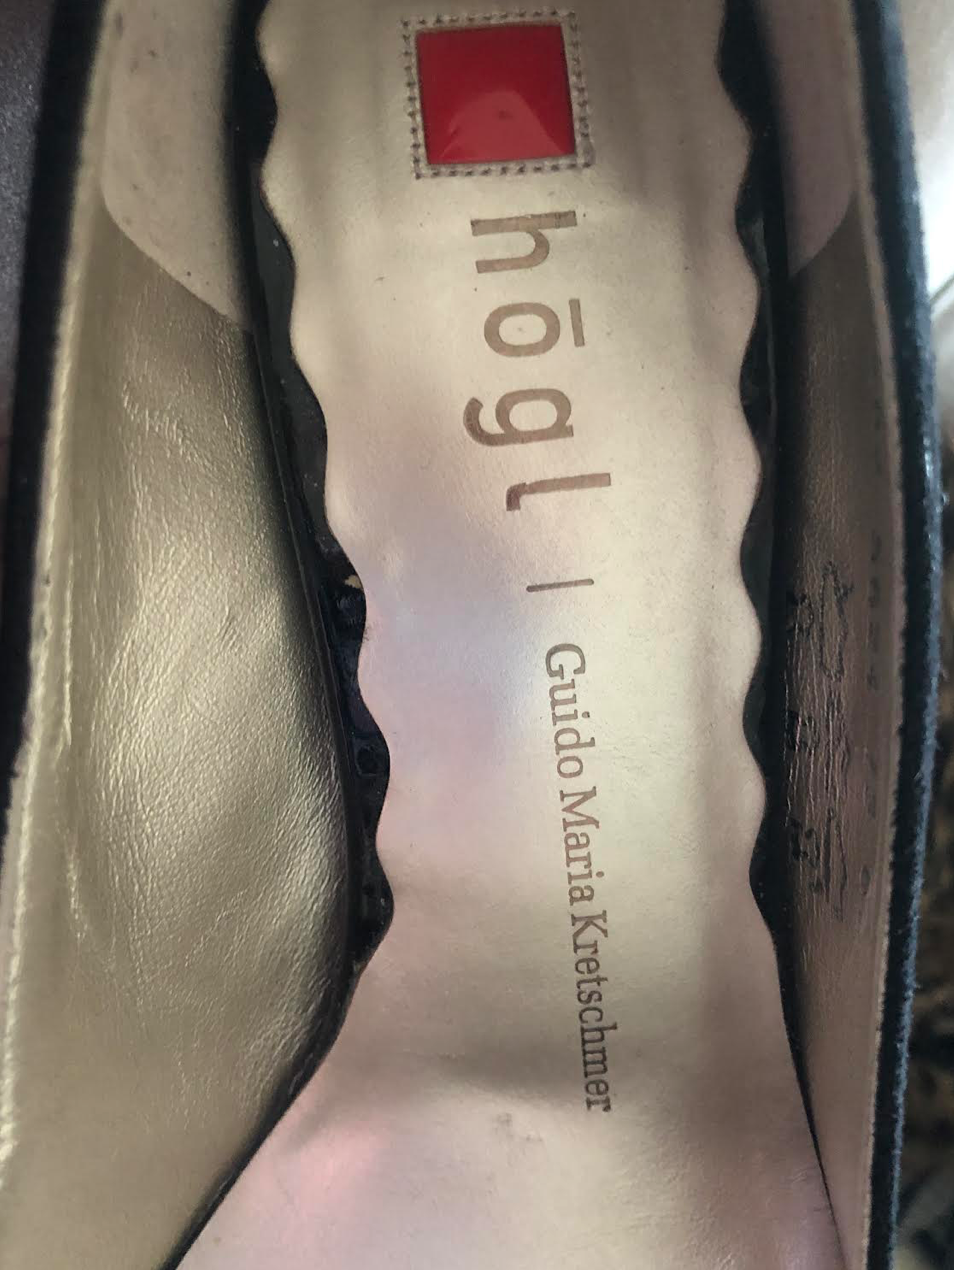 hōgl | Guido Maria Kretschmer